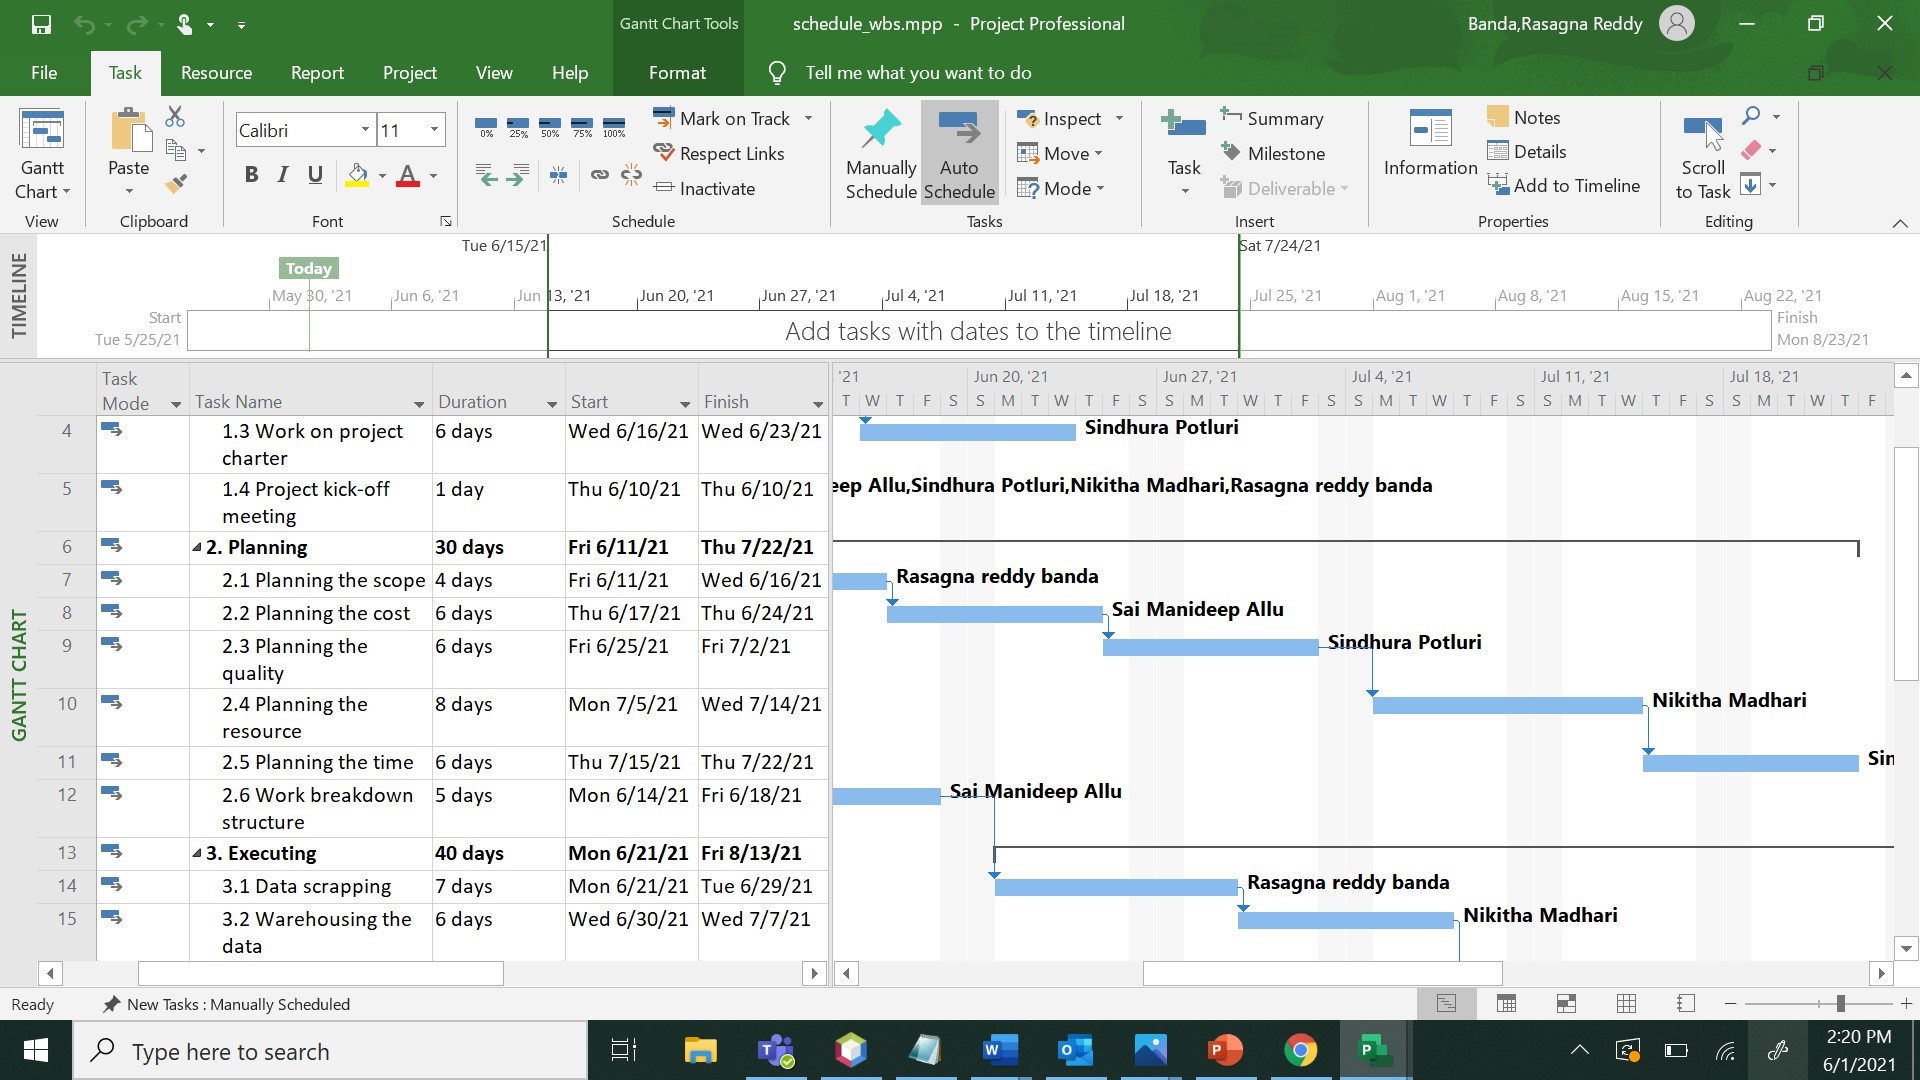 Gantt Chart Tools
schedule_wbs.mpp - Project Professional
Banda,Rasagna Reddy
File Task Resource Report Project View Help Format Tell me what you want to do
Gantt Chart
View
Paste
Clipboard
Calibri 11
B I U A
Font
0% 25% 50% 75% 100%
Mark on Track
Respect Links
Inactivate
Schedule
Manually Schedule
Auto Schedule
Inspect
Move
Mode
Tasks
Task
Summary
Milestone
Deliverable
Insert
Information
Notes
Details
Add to Timeline
Properties
Scroll to Task
Editing
TIMELINE
Tue 6/15/21 Sat 7/24/21
Today
May 30, '21 Jun 6, '21 Jun 13, '21 Jun 20, '21 Jun 27, '21 Jul 4, '21 Jul 11, '21 Jul 18, '21 Jul 25, '21 Aug 1, '21 Aug 8, '21 Aug 15, '21 Aug 22, '21
Start
Tue 5/25/21
Add tasks with dates to the timeline
Finish
Mon 8/23/21
GANTT CHART
Task Mode Task Name Duration Start Finish
'21 Jun 20, '21 Jun 27, '21 Jul 4, '21 Jul 11, '21 Jul 18, '21
T W T F S S M T W T F S S M T W T F S S M T W T F S S M T W T F S S M T W T F
4 1.3 Work on project charter 6 days Wed 6/16/21 Wed 6/23/21 Sindhura Potluri
5 1.4 Project kick-off meeting 1 day Thu 6/10/21 Thu 6/10/21 eep Allu,Sindhura Potluri,Nikitha Madhari,Rasagna reddy banda
6 2. Planning 30 days Fri 6/11/21 Thu 7/22/21
7 2.1 Planning the scope 4 days Fri 6/11/21 Wed 6/16/21 Rasagna reddy banda
8 2.2 Planning the cost 6 days Thu 6/17/21 Thu 6/24/21 Sai Manideep Allu
9 2.3 Planning the quality 6 days Fri 6/25/21 Fri 7/2/21 Sindhura Potluri
10 2.4 Planning the resource 8 days Mon 7/5/21 Wed 7/14/21 Nikitha Madhari
11 2.5 Planning the time 6 days Thu 7/15/21 Thu 7/22/21 Sin
12 2.6 Work breakdown structure 5 days Mon 6/14/21 Fri 6/18/21 Sai Manideep Allu
13 3. Executing 40 days Mon 6/21/21 Fri 8/13/21
14 3.1 Data scrapping 7 days Mon 6/21/21 Tue 6/29/21 Rasagna reddy banda
15 3.2 Warehousing the data 6 days Wed 6/30/21 Wed 7/7/21 Nikitha Madhari
Ready New Tasks : Manually Scheduled
Type here to search
2:20 PM
6/1/2021